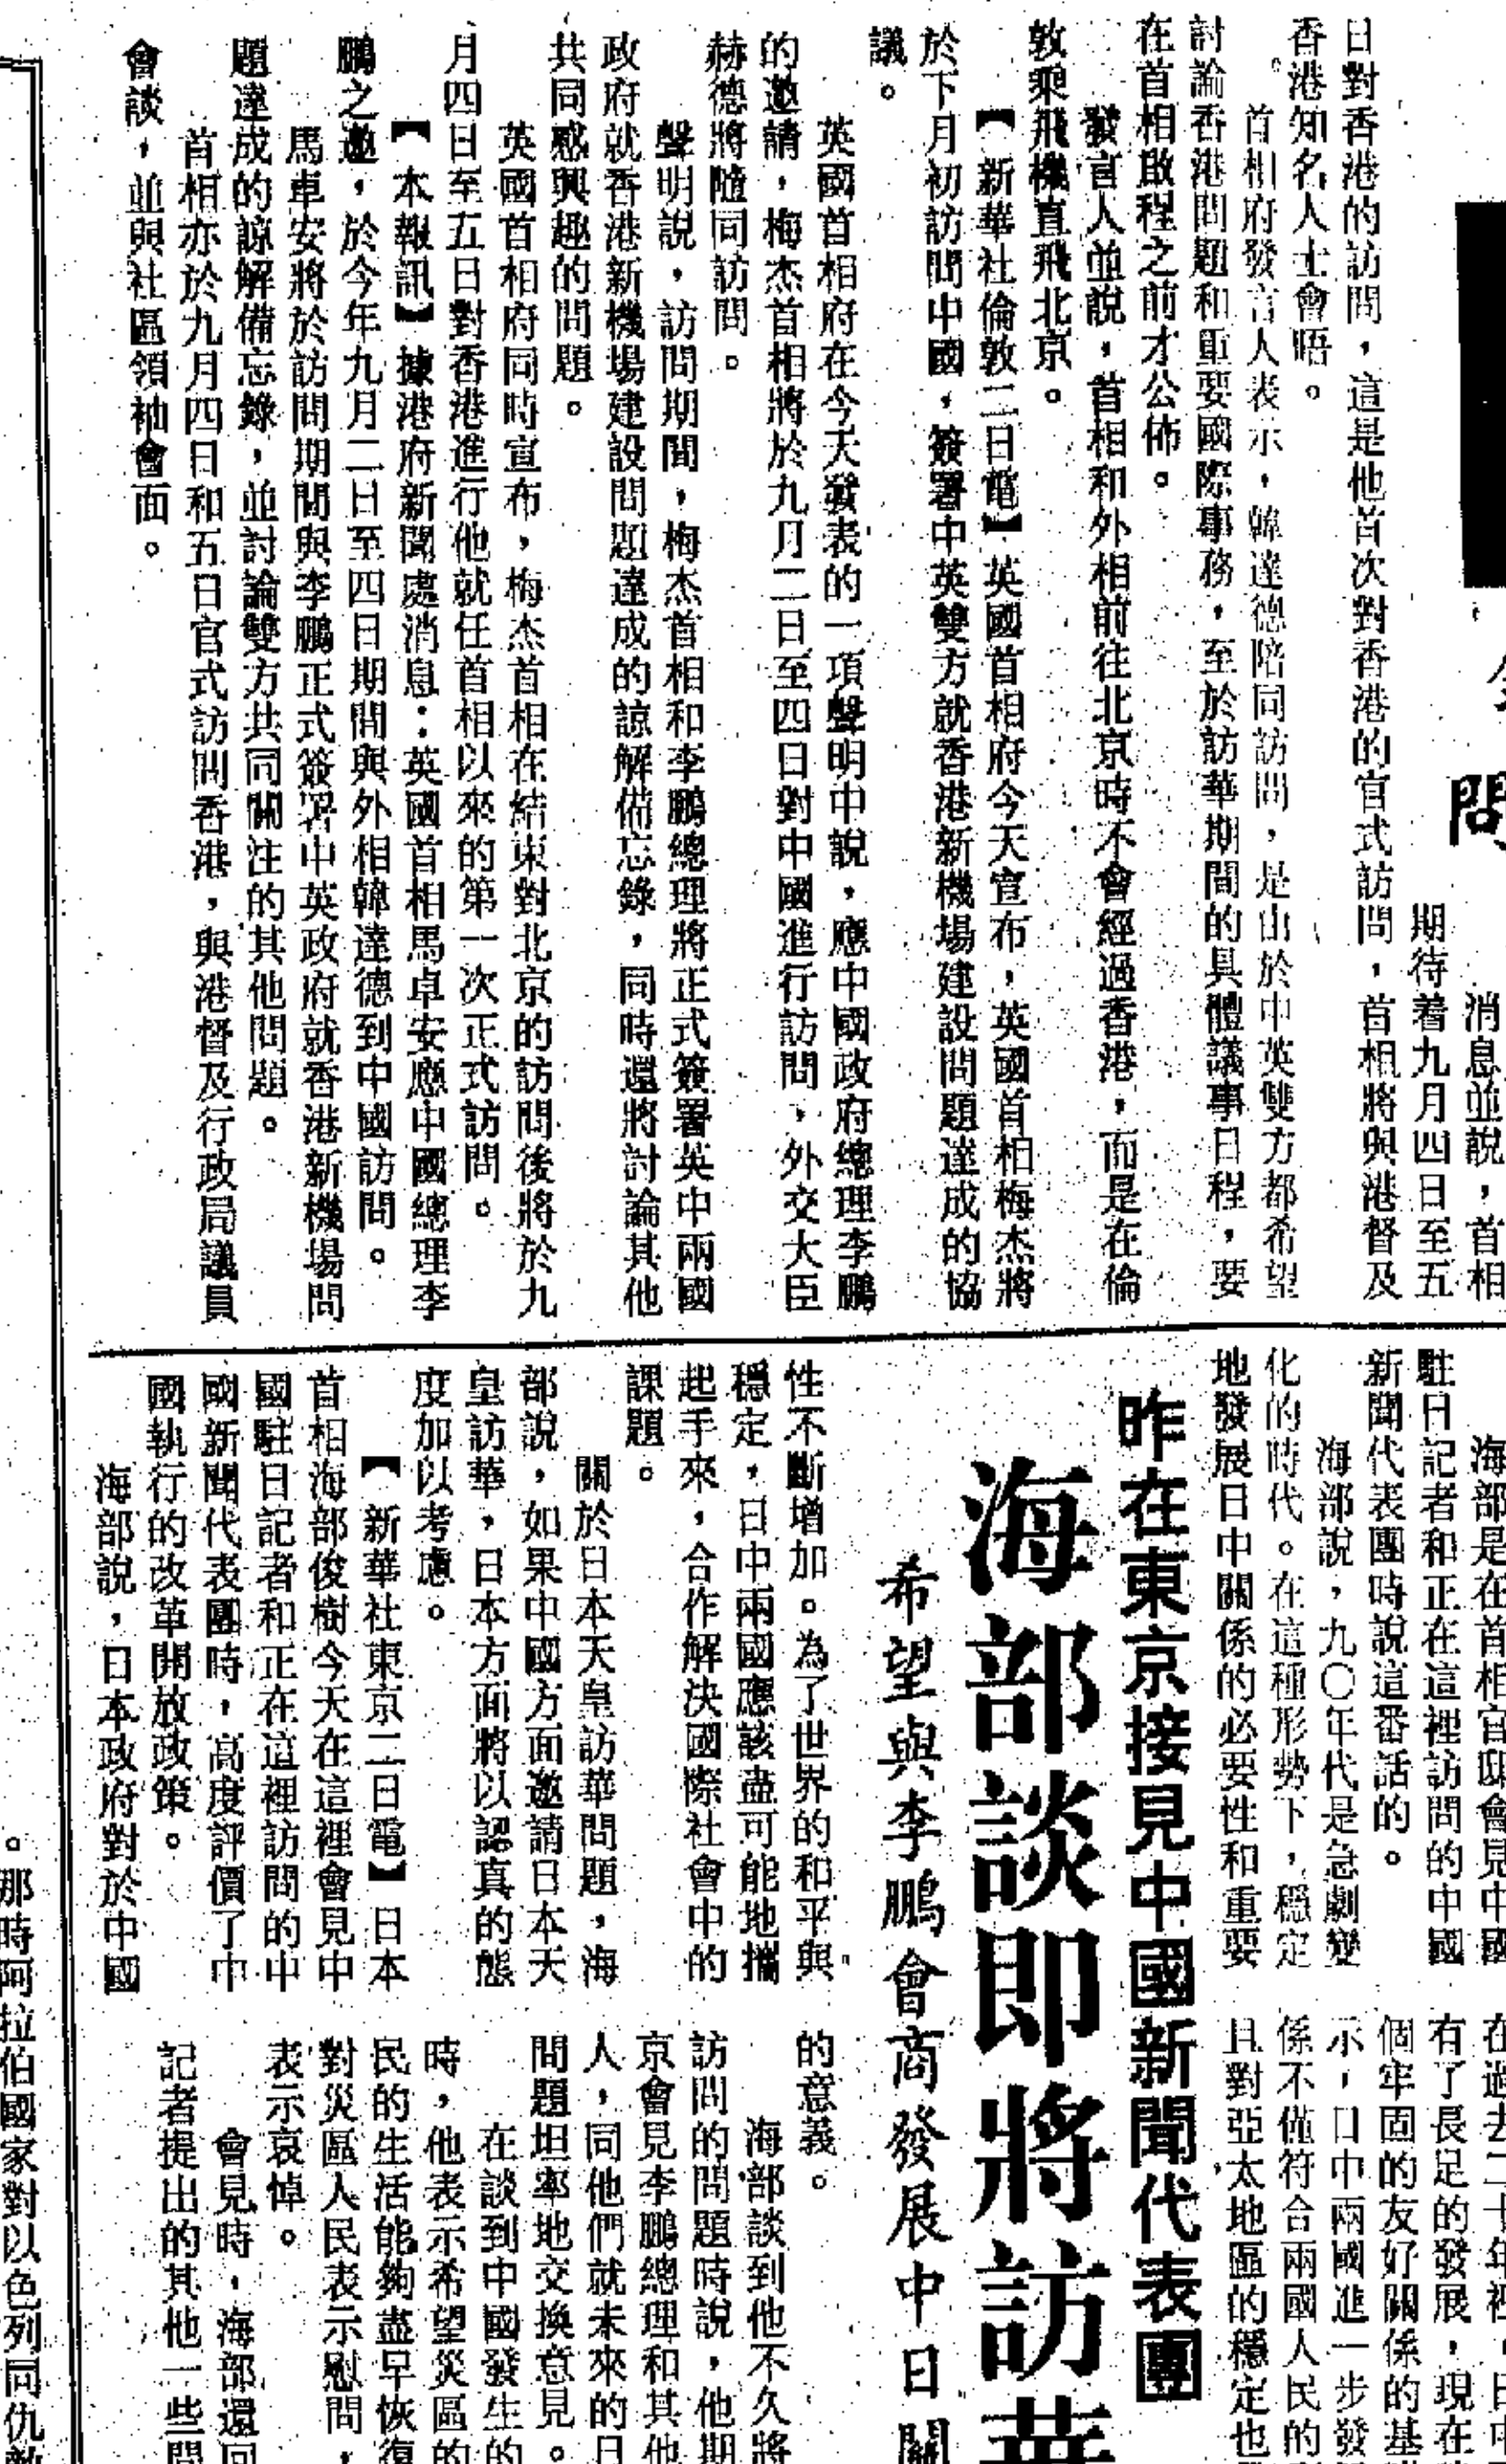 問
消息並說，首相
期待着九月四日至五
日對香港的訪問，這是他首次對香港的官式訪問，首相將與港督及
香港知名人士會晤。
首相府發言人表示，韓達德陪同訪問，是由於中英雙方都希望
討論香港問題和重要國際事務，至於訪華期間的具體議事日程，要
在首相啟程之前才公佈。
發言人並說，首相和外相前往北京時不會經過香港，而是在倫
敦乘飛機直飛北京。
【新華社倫敦二日電】英國首相府今天宣布，英國首相梅杰將
於下月初訪問中國，簽署中英雙方就香港新機場建設問題達成的協
議。
英國首相府在今天發表的一項聲明中說，應中國政府總理李鵬
的邀請，梅杰首相將於九月二日至四日對中國進行訪問，外交大臣
赫德將隨同訪問。
聲明說，訪問期間，梅杰首相和李鵬總理將正式簽署英中兩國
政府就香港新機場建設問題達成的諒解備忘錄，同時還將討論其他
共同感興趣的問題。
英國首相府同時宣布，梅杰首相在結束對北京的訪問後將於九
月四日至五日對香港進行他就任首相以來的第一次正式訪問。
【本報訊】據港府新聞處消息：英國首相馬卓安應中國總理李
鵬之邀，於今年九月二日至四日期間與外相韓達德到中國訪問。
馬卓安將於訪問期間與李鵬正式簽署中英政府就香港新機場問
題達成的諒解備忘錄，並討論雙方共同關注的其他問題。
首相亦於九月四日和五日官式訪問香港，與港督及行政局議員
會談，並與社區領袖會面。
海部是在首相官邸會見中國
駐日記者和正在這裡訪問的中國
新聞代表團時說這番話的。
海部說，九〇年代是急劇變
化的時代。在這種形勢下，穩定
地發展日中關係的必要性和重要
昨在東京接見中國新聞代表團
海部談即將訪華
希望與李鵬會商發展中日關
性不斷增加。為了世界的和平與
穩定，日中兩國應該盡可能地攜
起手來，合作解決國際社會中的
課題。
關於日本天皇訪華問題，海
部說，如果中國方面邀請日本天
皇訪華，日本方面將以認真的態
度加以考慮。
【新華社東京二日電】日本
首相海部俊樹今天在這裡會見中
國駐日記者和正在這裡訪問的中
國新聞代表團時，高度評價了中
國執行的改革開放政策。
海部說，日本政府對於中國
在過去二十年裡，日中
有了長足的發展，現在
個牢固的友好關係的基
示，日中兩國進一步發
係不僅符合兩國人民的
且對亞太地區的穩定也
的意義。
海部談到他不久將
訪問的問題時說，他期
京會見李鵬總理和其他
人，同他們就未來的日
問題坦率地交換意見。
在談到中國發生的
時，他表示希望災區的
民的生活能夠盡早恢復
對災區人民表示慰問，
表示哀悼。
會見時，海部還回
記者提出的其他一些問
。那時阿拉伯國家對以色列同仇敵